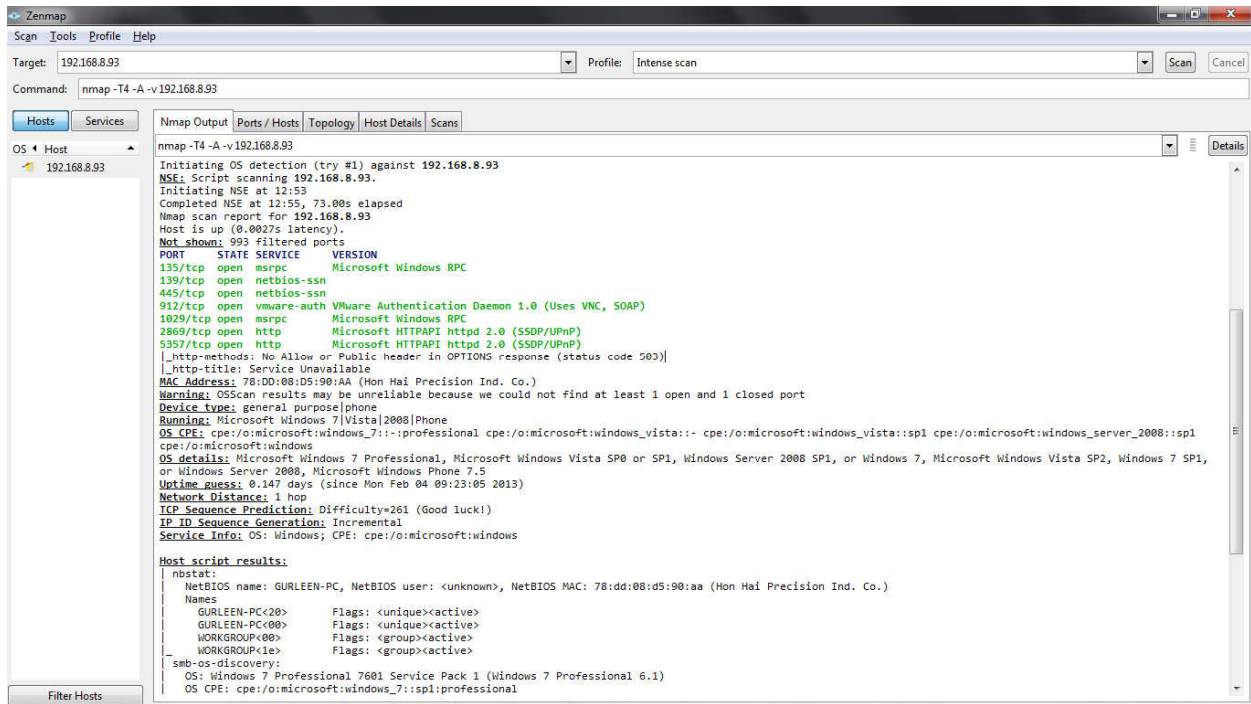 Zenmap
Scan Tools Profile Help
Target: 192.168.8.93 Profile: Intense scan Scan Cancel
Command: nmap -T4 -A -v 192.168.8.93
Hosts Services
Nmap Output Ports / Hosts Topology Host Details Scans
OS Host
192.168.8.93
nmap -T4 -A -v 192.168.8.93 Details
Initiating OS detection (try #1) against 192.168.8.93
NSE: Script scanning 192.168.8.93.
Initiating NSE at 12:53
Completed NSE at 12:55, 73.00s elapsed
Nmap scan report for 192.168.8.93
Host is up (0.0027s latency).
Not shown: 993 filtered ports
PORT STATE SERVICE VERSION
135/tcp open msrpc Microsoft Windows RPC
139/tcp open netbios-ssn
445/tcp open netbios-ssn
912/tcp open vmware-auth VMware Authentication Daemon 1.0 (Uses VNC, SOAP)
1029/tcp open msrpc Microsoft Windows RPC
2869/tcp open http Microsoft HTTPAPI httpd 2.0 (SSDP/UPnP)
5357/tcp open http Microsoft HTTPAPI httpd 2.0 (SSDP/UPnP)
|_http-methods: No Allow or Public header in OPTIONS response (status code 503)
|_http-title: Service Unavailable
MAC Address: 78:DD:08:D5:90:AA (Hon Hai Precision Ind. Co.)
Warning: OSScan results may be unreliable because we could not find at least 1 open and 1 closed port
Device type: general purpose|phone
Running: Microsoft Windows 7|Vista|2008|Phone
OS CPE: cpe:/o:microsoft:windows_7::-:professional cpe:/o:microsoft:windows_vista::- cpe:/o:microsoft:windows_vista::sp1 cpe:/o:microsoft:windows_server_2008::sp1
cpe:/o:microsoft:windows
OS details: Microsoft Windows 7 Professional, Microsoft Windows Vista SP0 or SP1, Windows Server 2008 SP1, or Windows 7, Microsoft Windows Vista SP2, Windows 7 SP1,
or Windows Server 2008, Microsoft Windows Phone 7.5
Uptime guess: 0.147 days (since Mon Feb 04 09:23:05 2013)
Network Distance: 1 hop
TCP Sequence Prediction: Difficulty=261 (Good luck!)
IP ID Sequence Generation: Incremental
Service Info: OS: Windows; CPE: cpe:/o:microsoft:windows
Host script results:
| nbstat:
| NetBIOS name: GURLEEN-PC, NetBIOS user: <unknown>, NetBIOS MAC: 78:dd:08:d5:90:aa (Hon Hai Precision Ind. Co.)
| Names
| GURLEEN-PC<20> Flags: <unique><active>
| GURLEEN-PC<00> Flags: <unique><active>
| WORKGROUP<00> Flags: <group><active>
|_ WORKGROUP<1e> Flags: <group><active>
| smb-os-discovery:
| OS: Windows 7 Professional 7601 Service Pack 1 (Windows 7 Professional 6.1)
| OS CPE: cpe:/o:microsoft:windows_7::sp1:professional
Filter Hosts